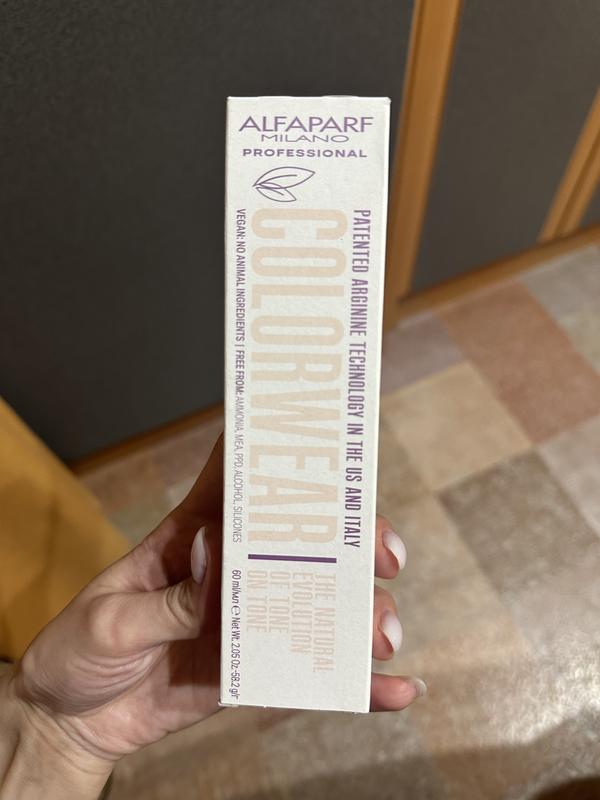 ALFAPARF
MILANO
PROFESSIONAL
PATENTED ARGININE TECHNOLOGY IN THE US AND ITALY
COLORWEAR
VEGAN: NO ANIMAL INGREDIENTS | FREE FROM: AMMONIA, MEA, PPD, ALCOHOL, SILICONES
THE NATURAL
EVOLUTION
OF TONE
ON TONE
60 ml/мл e Net Wt. 2.05 Oz-58.2 g/г